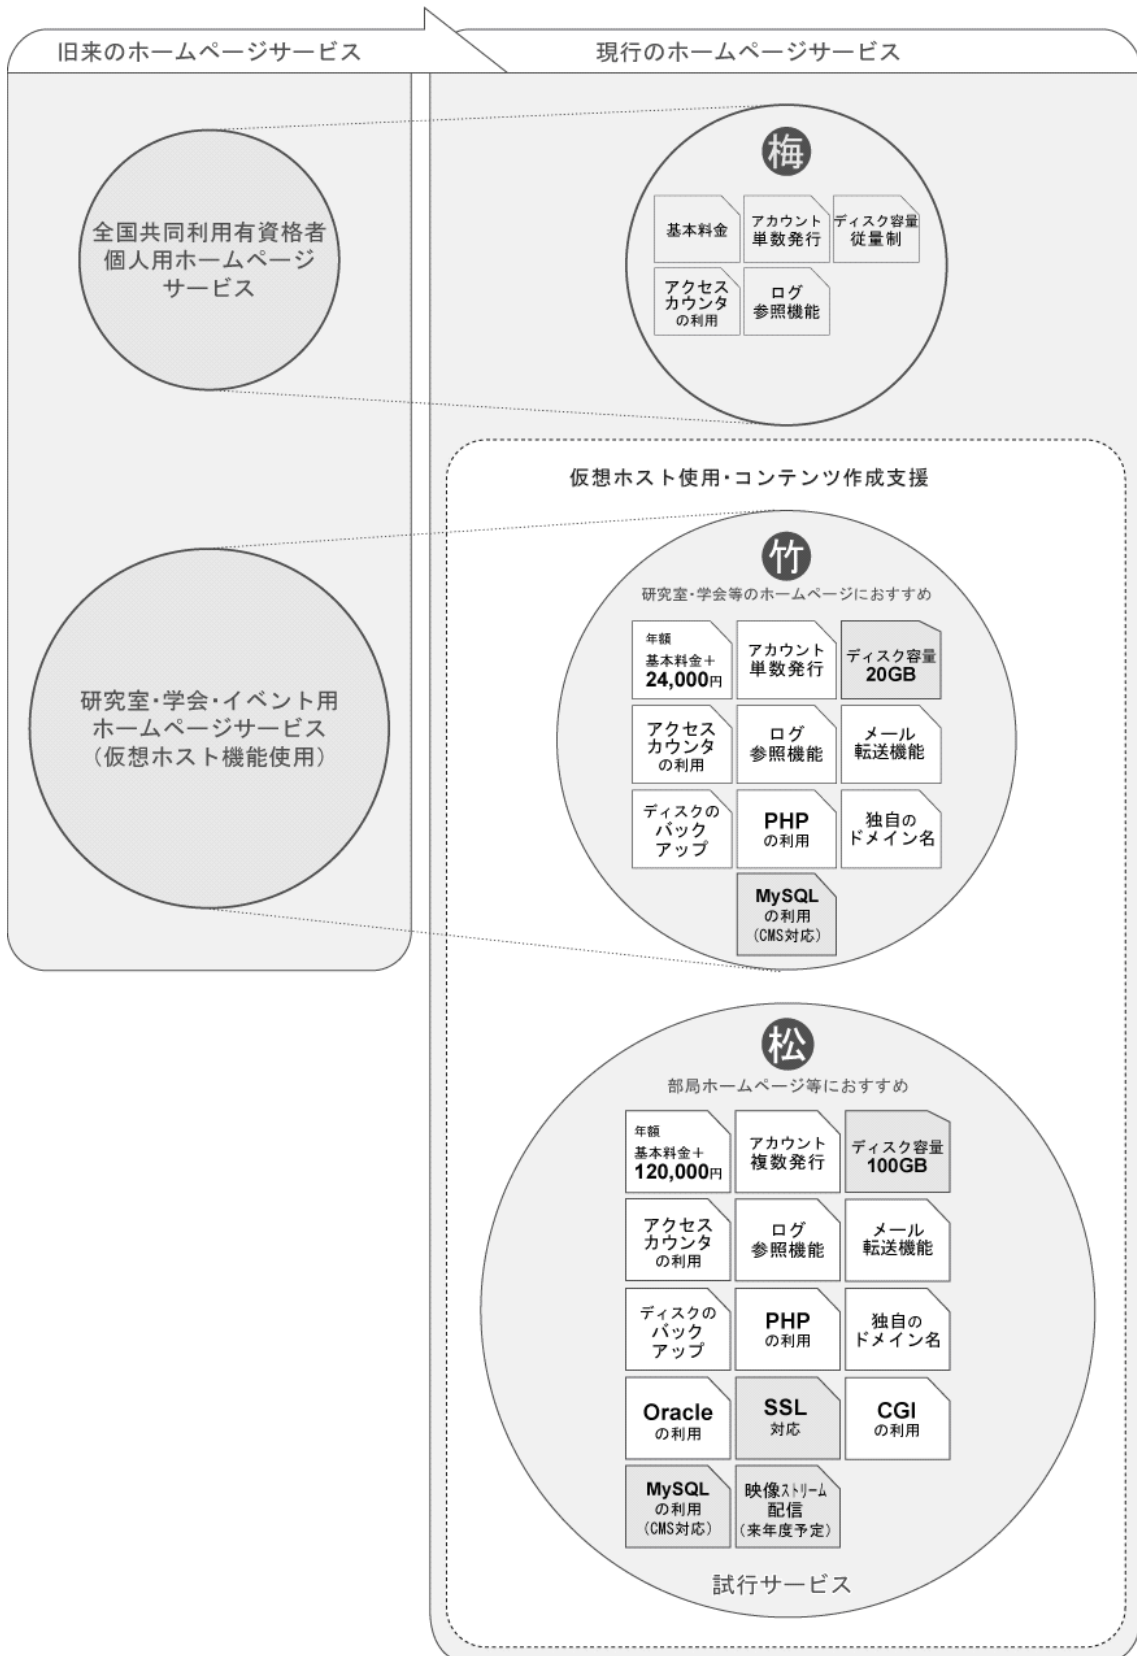 旧来のホームページサービス
現行のホームページサービス
全国共同利用有資格者
個人用ホームページ
サービス
梅
基本料金
アカウント
単数発行
ディスク容量
従量制
アクセス
カウンタ
の利用
ログ
参照機能
仮想ホスト使用・コンテンツ作成支援
研究室・学会・イベント用
ホームページサービス
（仮想ホスト機能使用）
竹
研究室・学会等のホームページにおすすめ
年額
基本料金＋
24,000円
アカウント
単数発行
ディスク容量
20GB
アクセス
カウンタ
の利用
ログ
参照機能
メール
転送機能
ディスクの
バック
アップ
PHP
の利用
独自の
ドメイン名
MySQL
の利用
（CMS対応）
松
部局ホームページ等におすすめ
年額
基本料金＋
120,000円
アカウント
複数発行
ディスク容量
100GB
アクセス
カウンタ
の利用
ログ
参照機能
メール
転送機能
ディスクの
バック
アップ
PHP
の利用
独自の
ドメイン名
Oracle
の利用
SSL
対応
CGI
の利用
MySQL
の利用
（CMS対応）
映像ストリーム
配信
（来年度予定）
試行サービス